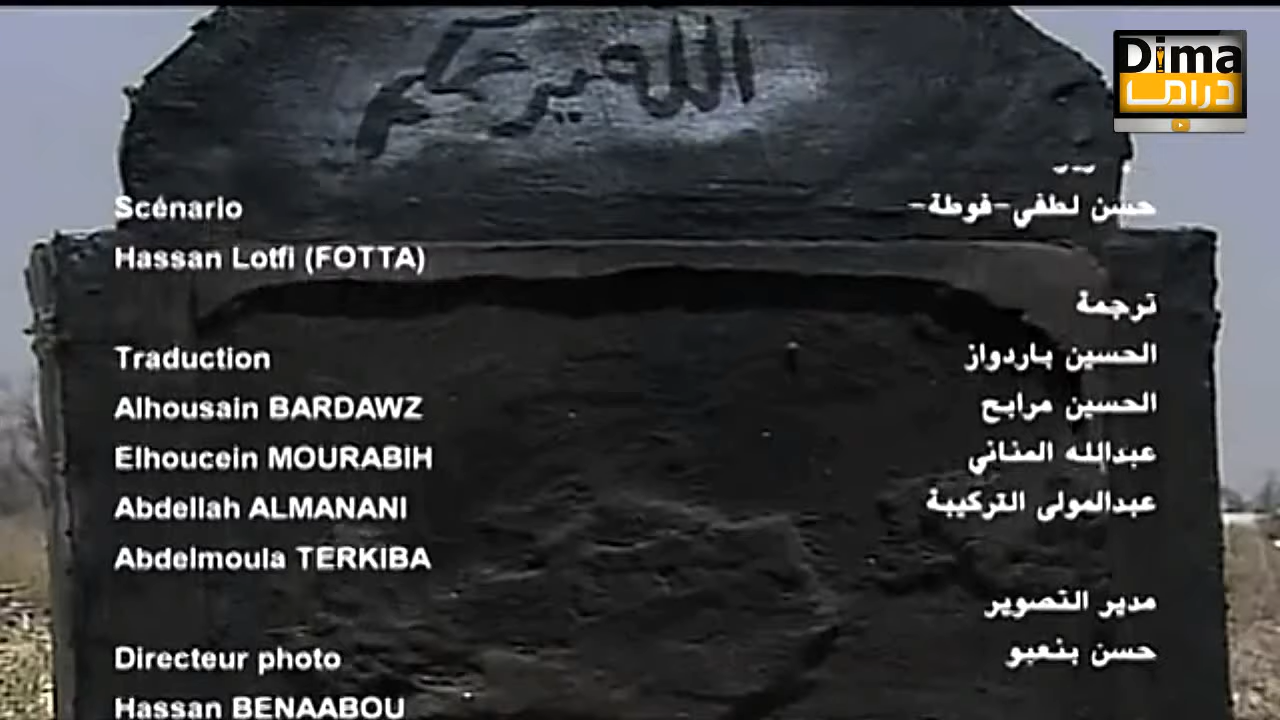 الله يرحمكم
Dima
دراما
Scénario
حسن لطفي-فوطة-
Hassan Lotfi (FOTTA)
ترجمة
Traduction
الحسين باردواز
Alhousain BARDAWZ
الحسين مرابح
Elhoucein MOURABIH
عبدالله المناني
Abdellah ALMANANI
عبدالمولى التركيبة
Abdelmoula TERKIBA
مدير التصوير
Directeur photo
حسن بنعبو
Hassan BENAABOU